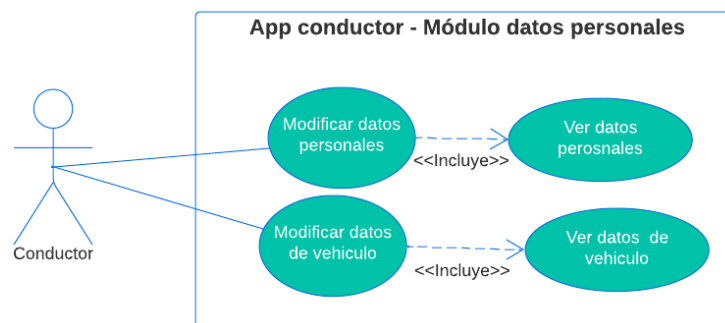 App conductor - Módulo datos personales
Modificar datos
personales
<<Incluye>>
Ver datos
perosnales
Conductor
Modificar datos
de vehiculo
<<Incluye>>
Ver datos de
vehiculo